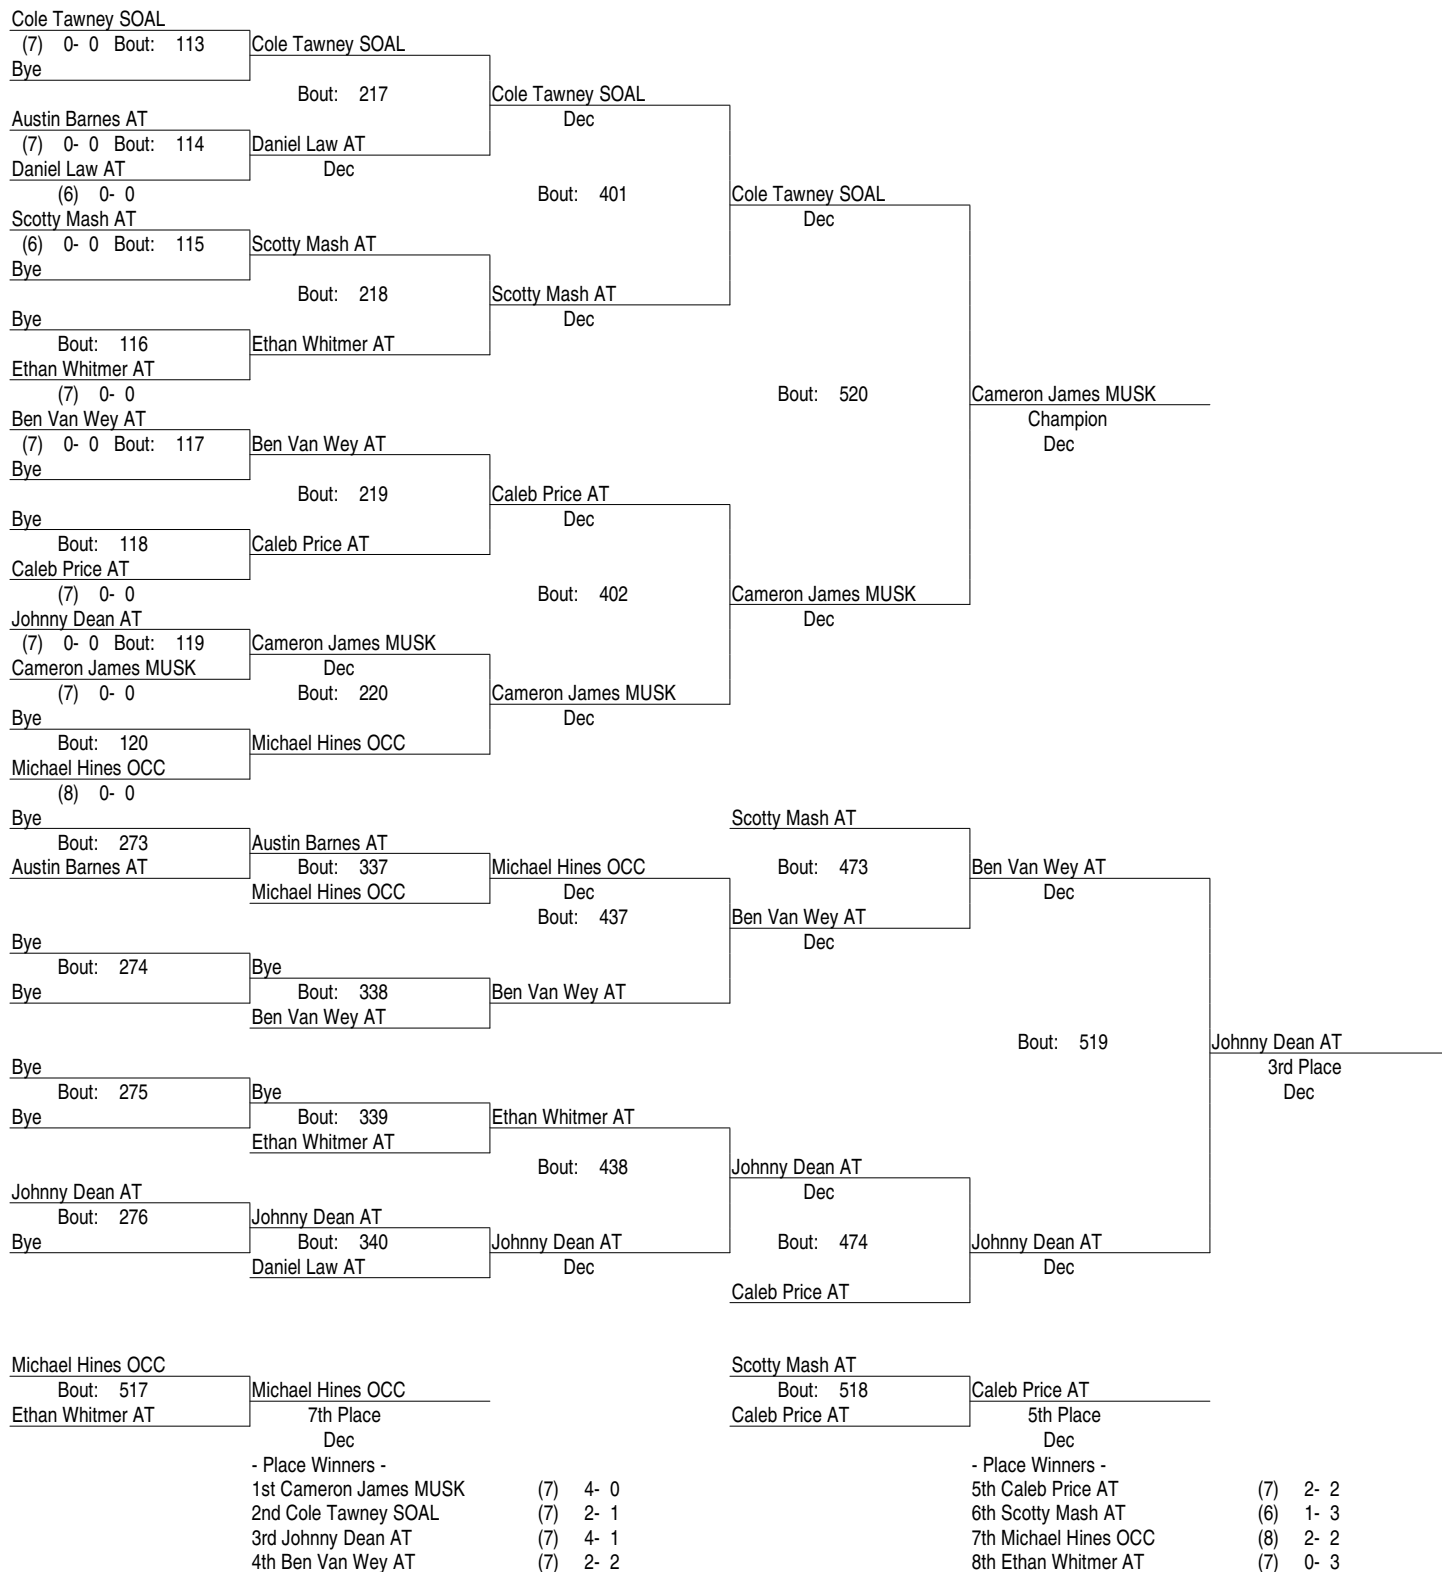 Cole Tawney SOAL
(7) 0- 0 Bout: 113 Cole Tawney SOAL
Bye
Bout: 217 Cole Tawney SOAL
Austin Barnes AT Dec
(7) 0- 0 Bout: 114 Daniel Law AT
Daniel Law AT Dec
(6) 0- 0 Bout: 401 Cole Tawney SOAL
Scotty Mash AT Dec
(6) 0- 0 Bout: 115 Scotty Mash AT
Bye
Bout: 218 Scotty Mash AT
Bye Dec
Bout: 116 Ethan Whitmer AT
Ethan Whitmer AT
(7) 0- 0 Bout: 520 Cameron James MUSK
Ben Van Wey AT Champion
(7) 0- 0 Bout: 117 Ben Van Wey AT Dec
Bye
Bout: 219 Caleb Price AT
Bye Dec
Bout: 118 Caleb Price AT
Caleb Price AT
(7) 0- 0 Bout: 402 Cameron James MUSK
Johnny Dean AT Dec
(7) 0- 0 Bout: 119 Cameron James MUSK
Cameron James MUSK Dec
(7) 0- 0 Bout: 220 Cameron James MUSK
Bye Dec
Bout: 120 Michael Hines OCC
Michael Hines OCC
(8) 0- 0
Bye Scotty Mash AT
Bout: 273 Austin Barnes AT
Austin Barnes AT Bout: 337 Michael Hines OCC Bout: 473 Ben Van Wey AT
Michael Hines OCC Dec Dec
Bout: 437 Ben Van Wey AT
Bye Dec
Bout: 274 Bye
Bye Bout: 338 Ben Van Wey AT
Ben Van Wey AT
Bout: 519 Johnny Dean AT
Bye 3rd Place
Bout: 275 Bye Dec
Bye Bout: 339 Ethan Whitmer AT
Ethan Whitmer AT
Bout: 438 Johnny Dean AT
Johnny Dean AT Dec
Bout: 276 Johnny Dean AT
Bye Bout: 340 Johnny Dean AT Bout: 474 Johnny Dean AT
Daniel Law AT Dec Dec
Caleb Price AT
Michael Hines OCC Scotty Mash AT
Bout: 517 Michael Hines OCC Bout: 518 Caleb Price AT
Ethan Whitmer AT 7th Place Caleb Price AT 5th Place
Dec Dec
- Place Winners - - Place Winners -
1st Cameron James MUSK (7) 4- 0 5th Caleb Price AT (7) 2- 2
2nd Cole Tawney SOAL (7) 2- 1 6th Scotty Mash AT (6) 1- 3
3rd Johnny Dean AT (7) 4- 1 7th Michael Hines OCC (8) 2- 2
4th Ben Van Wey AT (7) 2- 2 8th Ethan Whitmer AT (7) 0- 3